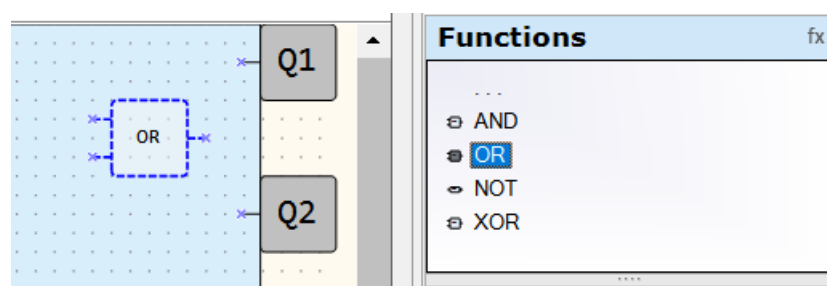 Q1
OR
Q2
Functions
fx
...
AND
OR
NOT
XOR